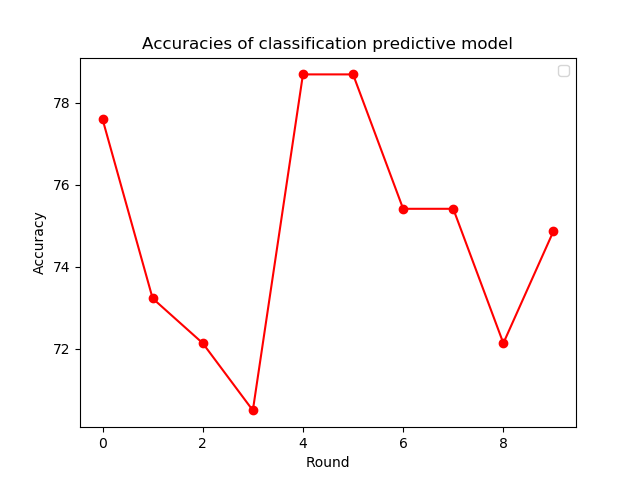 Accuracies of classification predictive model
78
76
74
72
Accuracy
0 2 4 6 8
Round